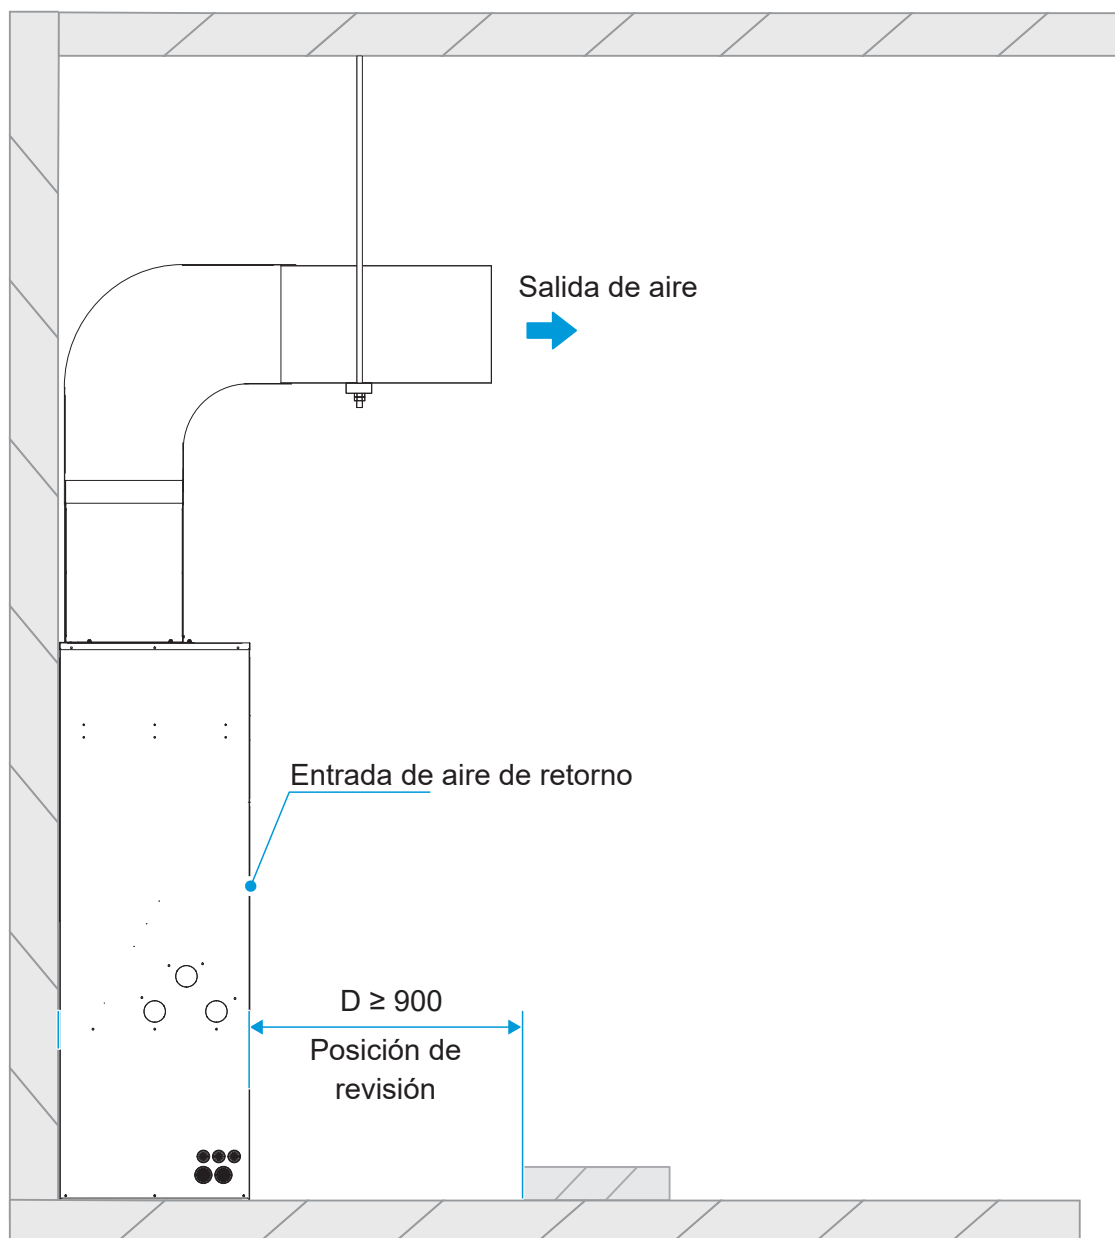 Salida de aire
Entrada de aire de retorno
D ≥ 900
Posición de
revisión